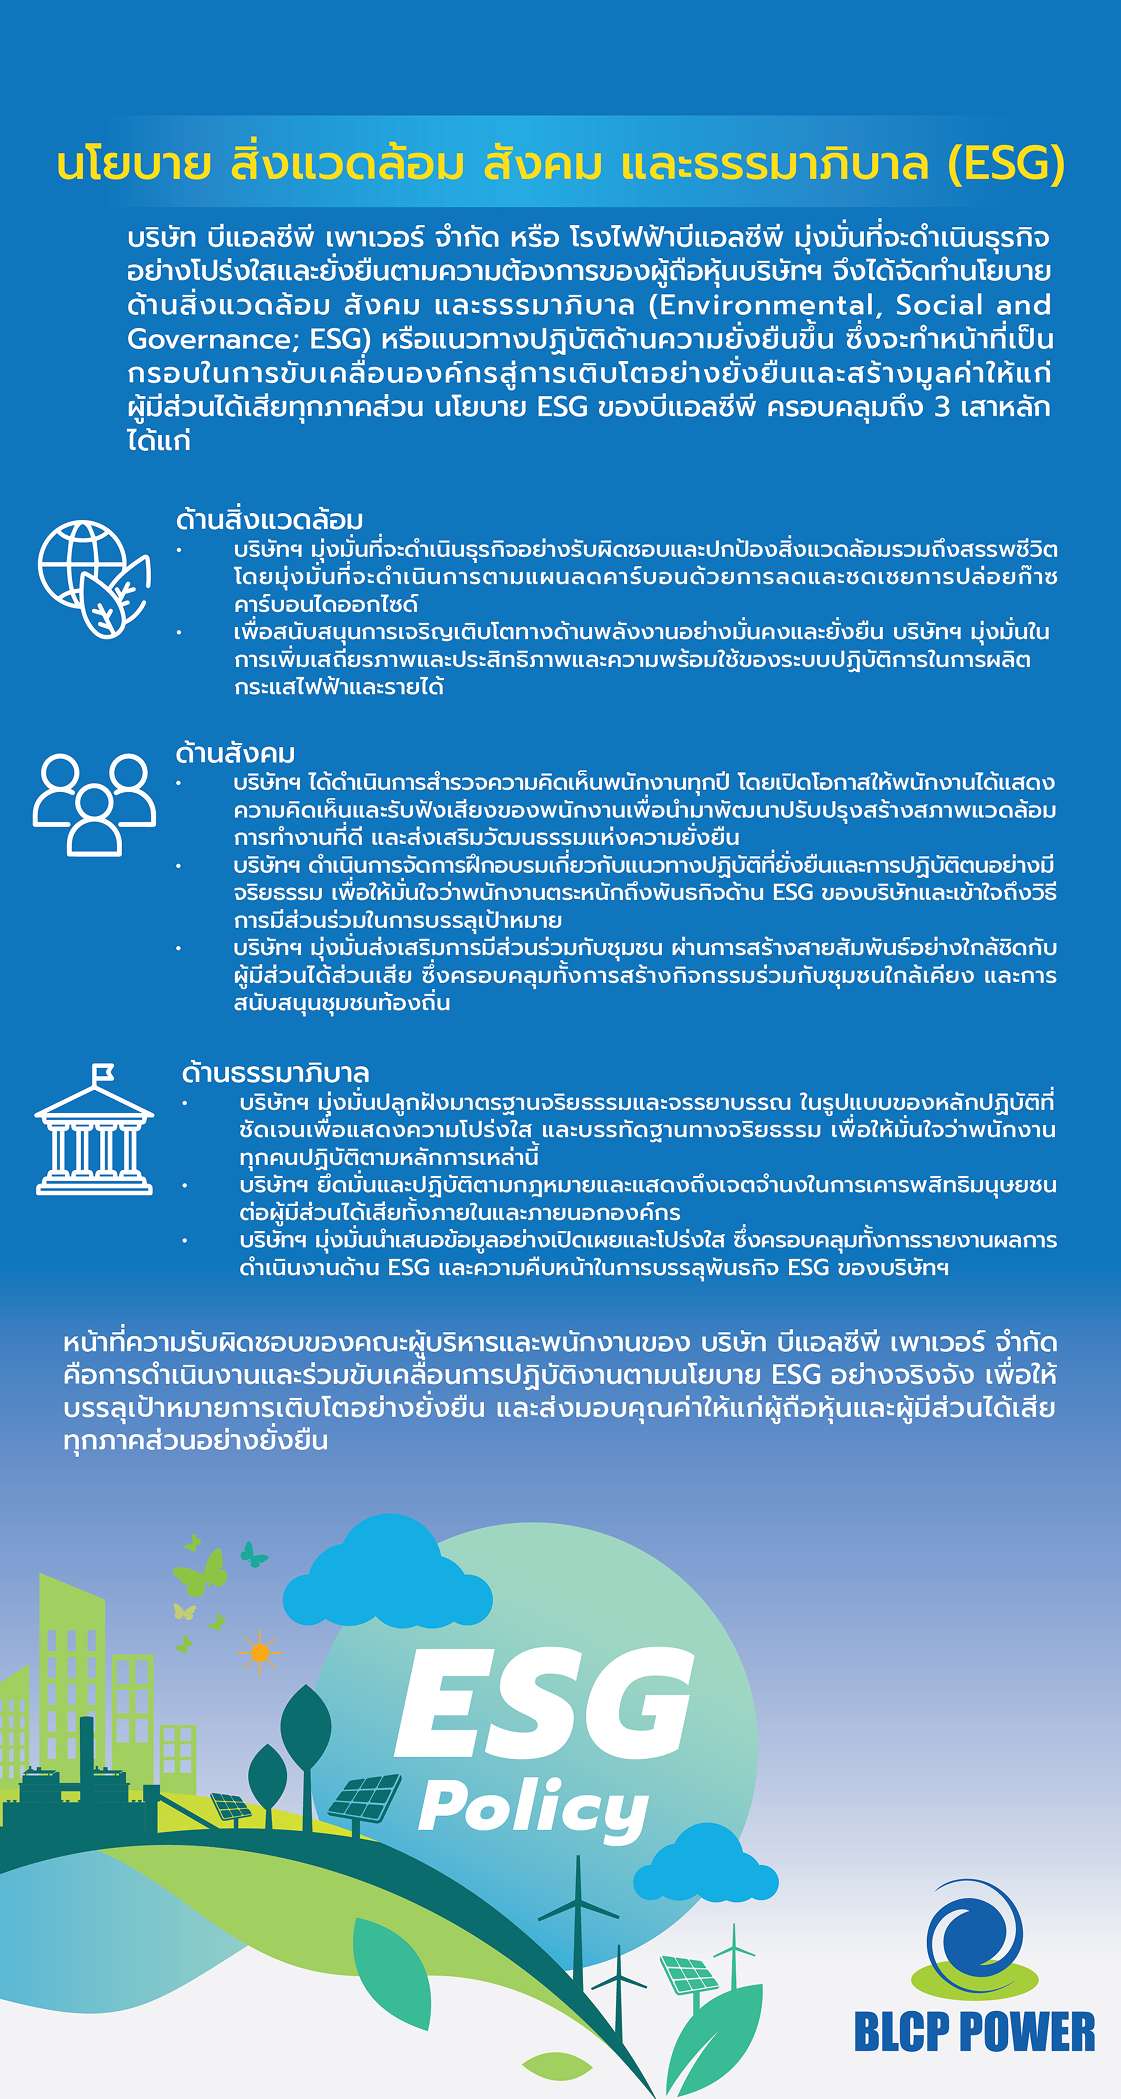 นโยบาย สิ่งแวดล้อม สังคม และธรรมาภิบาล (ESG)
บริษัท บีแอลซีพี เพาเวอร์ จำกัด หรือ โรงไฟฟ้าบีแอลซีพี มุ่งมั่นที่จะดำเนินธุรกิจ
อย่างโปร่งใสและยั่งยืนตามความต้องการของผู้ถือหุ้นบริษัทฯ จึงได้จัดทำนโยบาย
ด้านสิ่งแวดล้อม สังคม และธรรมาภิบาล (Environmental, Social and
Governance; ESG) หรือแนวทางปฏิบัติด้านความยั่งยืนขึ้น ซึ่งจะทำหน้าที่เป็น
กรอบในการขับเคลื่อนองค์กรสู่การเติบโตอย่างยั่งยืนและสร้างมูลค่าให้แก่
ผู้มีส่วนได้เสียทุกภาคส่วน นโยบาย ESG ของบีแอลซีพี ครอบคลุมถึง 3 เสาหลัก
ได้แก่
ด้านสิ่งแวดล้อม
• บริษัทฯ มุ่งมั่นที่จะดำเนินธุรกิจอย่างรับผิดชอบและปกป้องสิ่งแวดล้อมรวมถึงสรรพชีวิต
โดยมุ่งมั่นที่จะดำเนินการตามแผนลดคาร์บอนด้วยการลดและชดเชยการปล่อยก๊าซ
คาร์บอนไดออกไซด์
• เพื่อสนับสนุนการเจริญเติบโตทางด้านพลังงานอย่างมั่นคงและยั่งยืน บริษัทฯ มุ่งมั่นใน
การเพิ่มเสถียรภาพและประสิทธิภาพและความพร้อมใช้ของระบบปฏิบัติการในการผลิต
กระแสไฟฟ้าและรายได้
ด้านสังคม
• บริษัทฯ ได้ดำเนินการสำรวจความคิดเห็นพนักงานทุกปี โดยเปิดโอกาสให้พนักงานได้แสดง
ความคิดเห็นและรับฟังเสียงของพนักงานเพื่อนำมาพัฒนาปรับปรุงสร้างสภาพแวดล้อม
การทำงานที่ดี และส่งเสริมวัฒนธรรมแห่งความยั่งยืน
• บริษัทฯ ดำเนินการจัดการฝึกอบรมเกี่ยวกับแนวทางปฏิบัติที่ยั่งยืนและการปฏิบัติตนอย่างมี
จริยธรรม เพื่อให้มั่นใจว่าพนักงานตระหนักถึงพันธกิจด้าน ESG ของบริษัทและเข้าใจถึงวิธี
การมีส่วนร่วมในการบรรลุเป้าหมาย
• บริษัทฯ มุ่งมั่นส่งเสริมการมีส่วนร่วมกับชุมชน ผ่านการสร้างสายสัมพันธ์อย่างใกล้ชิดกับ
ผู้มีส่วนได้ส่วนเสีย ซึ่งครอบคลุมทั้งการสร้างกิจกรรมร่วมกับชุมชนใกล้เคียง และการ
สนับสนุนชุมชนท้องถิ่น
ด้านธรรมาภิบาล
• บริษัทฯ มุ่งมั่นปลูกฝังมาตรฐานจริยธรรมและจรรยาบรรณ ในรูปแบบของหลักปฏิบัติที่
ชัดเจนเพื่อแสดงความโปร่งใส และบรรทัดฐานทางจริยธรรม เพื่อให้มั่นใจว่าพนักงาน
ทุกคนปฏิบัติตามหลักการเหล่านี้
• บริษัทฯ ยึดมั่นและปฏิบัติตามกฎหมายและแสดงถึงเจตจำนงในการเคารพสิทธิมนุษยชน
ต่อผู้มีส่วนได้เสียทั้งภายในและภายนอกองค์กร
• บริษัทฯ มุ่งมั่นนำเสนอข้อมูลอย่างเปิดเผยและโปร่งใส ซึ่งครอบคลุมทั้งการรายงานผลการ
ดำเนินงานด้าน ESG และความคืบหน้าในการบรรลุพันธกิจ ESG ของบริษัทฯ
หน้าที่ความรับผิดชอบของคณะผู้บริหารและพนักงานของ บริษัท บีแอลซีพี เพาเวอร์ จำกัด
คือการดำเนินงานและร่วมขับเคลื่อนการปฏิบัติงานตามนโยบาย ESG อย่างจริงจัง เพื่อให้
บรรลุเป้าหมายการเติบโตอย่างยั่งยืน และส่งมอบคุณค่าให้แก่ผู้ถือหุ้นและผู้มีส่วนได้เสีย
ทุกภาคส่วนอย่างยั่งยืน
ESG
Policy
BLCP POWER